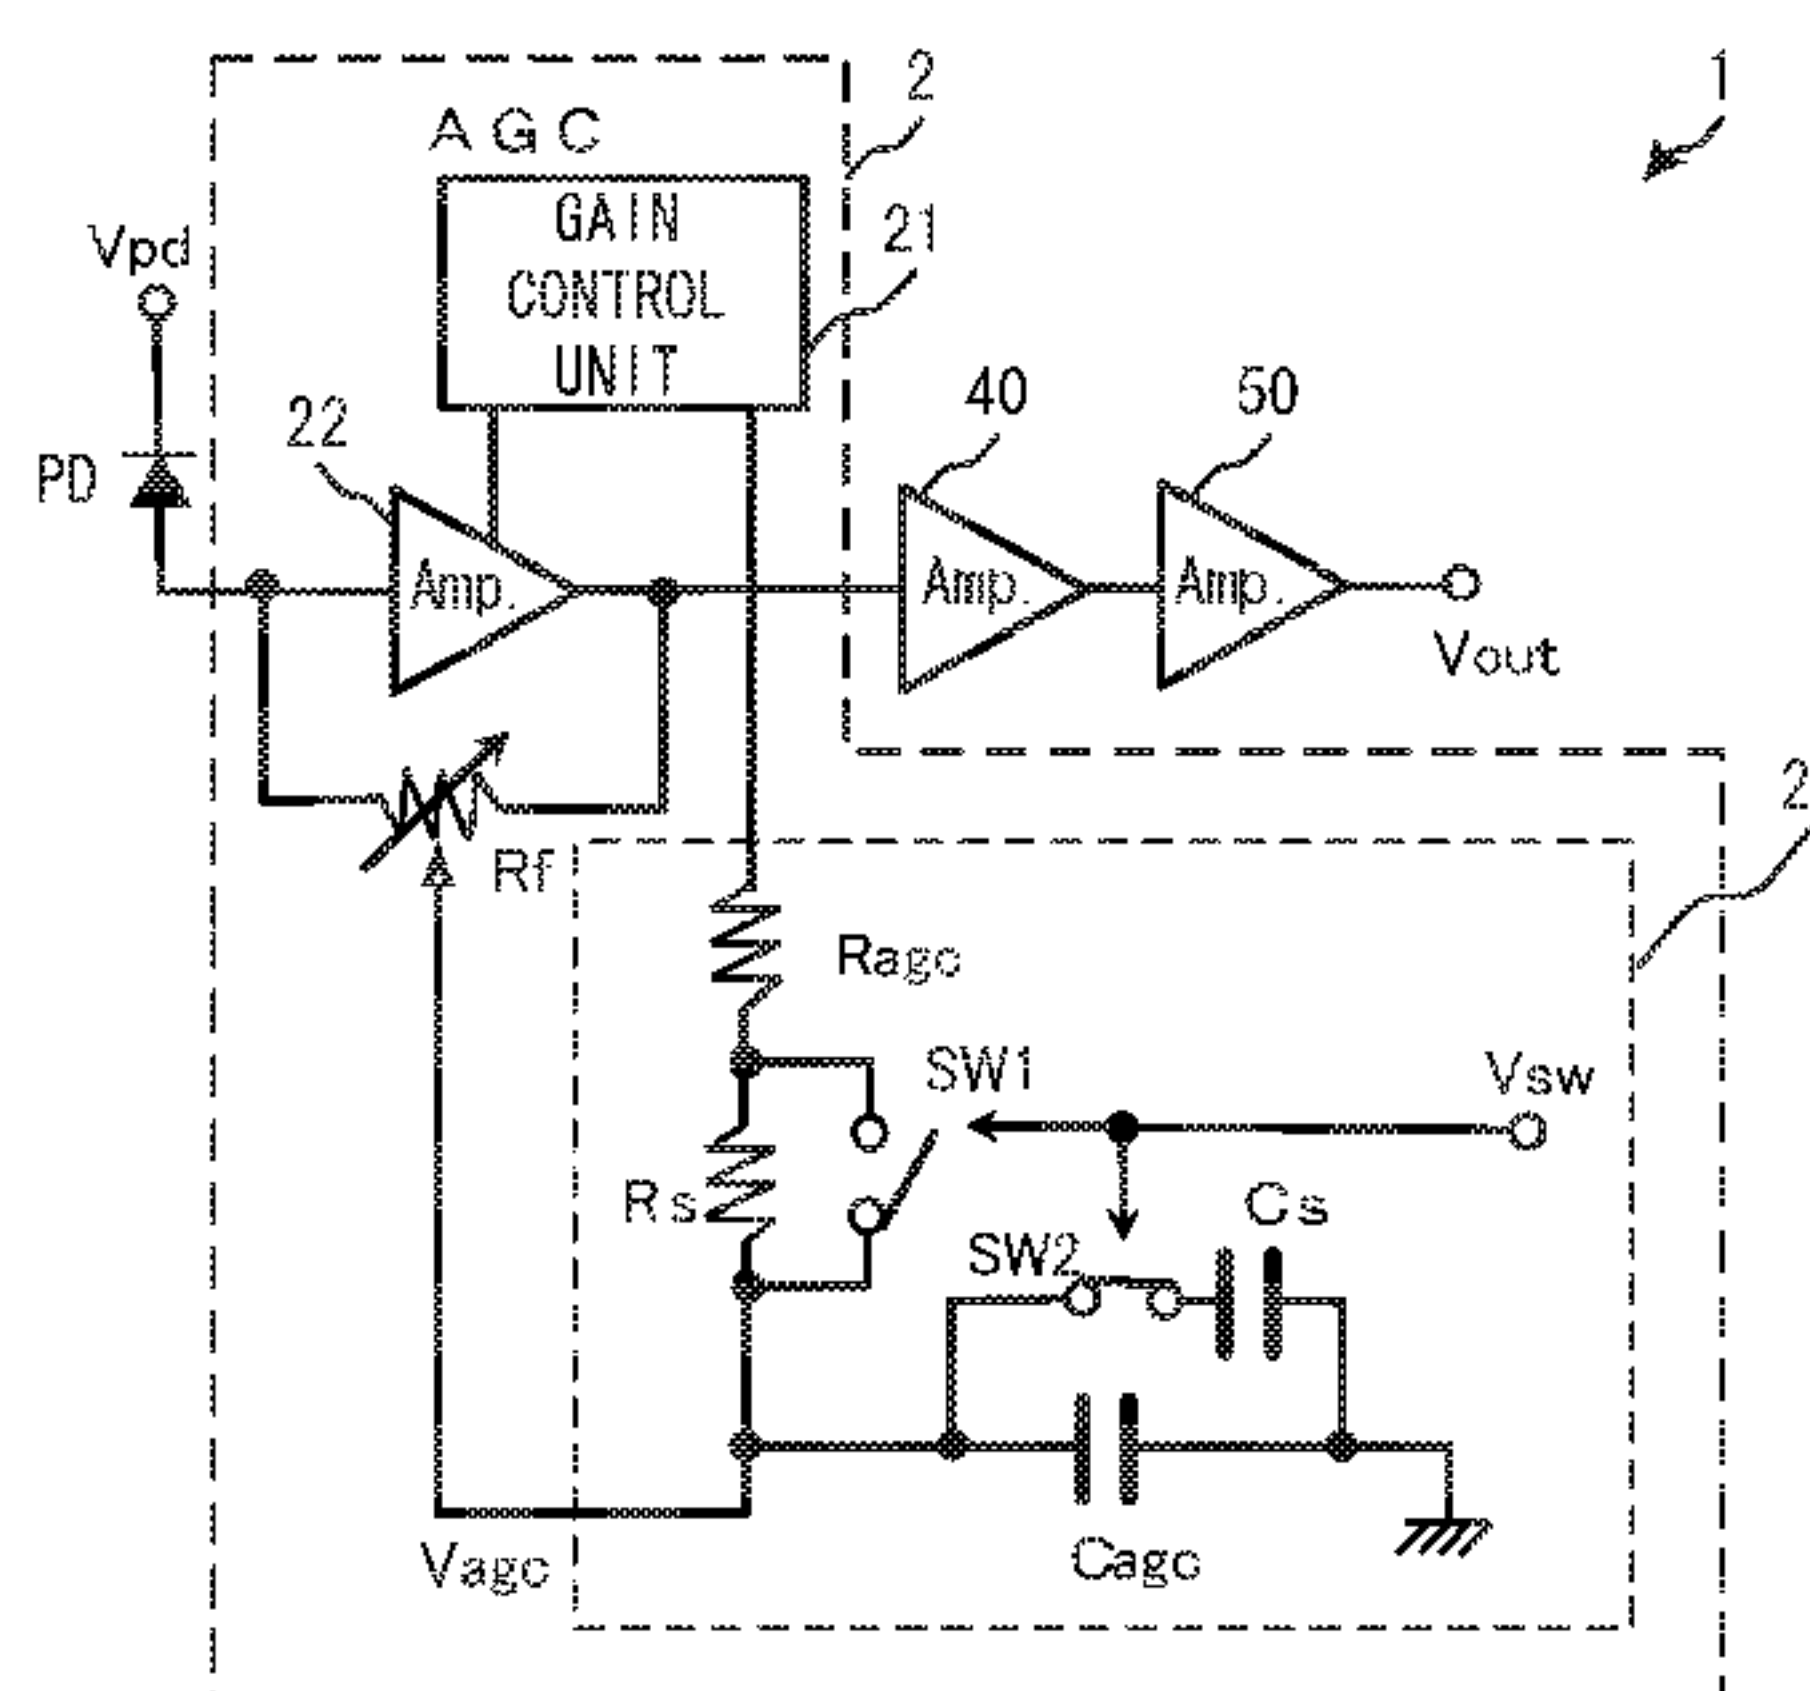 2
1
AGC
GAIN
CONTROL
UNIT
21
Vpd
22
40
50
PD
Amp.
Amp.
Amp.
Vout
2
Rf
Ragc
SW1
Vsw
Rs
Cs
SW2
Vagc
Cagc